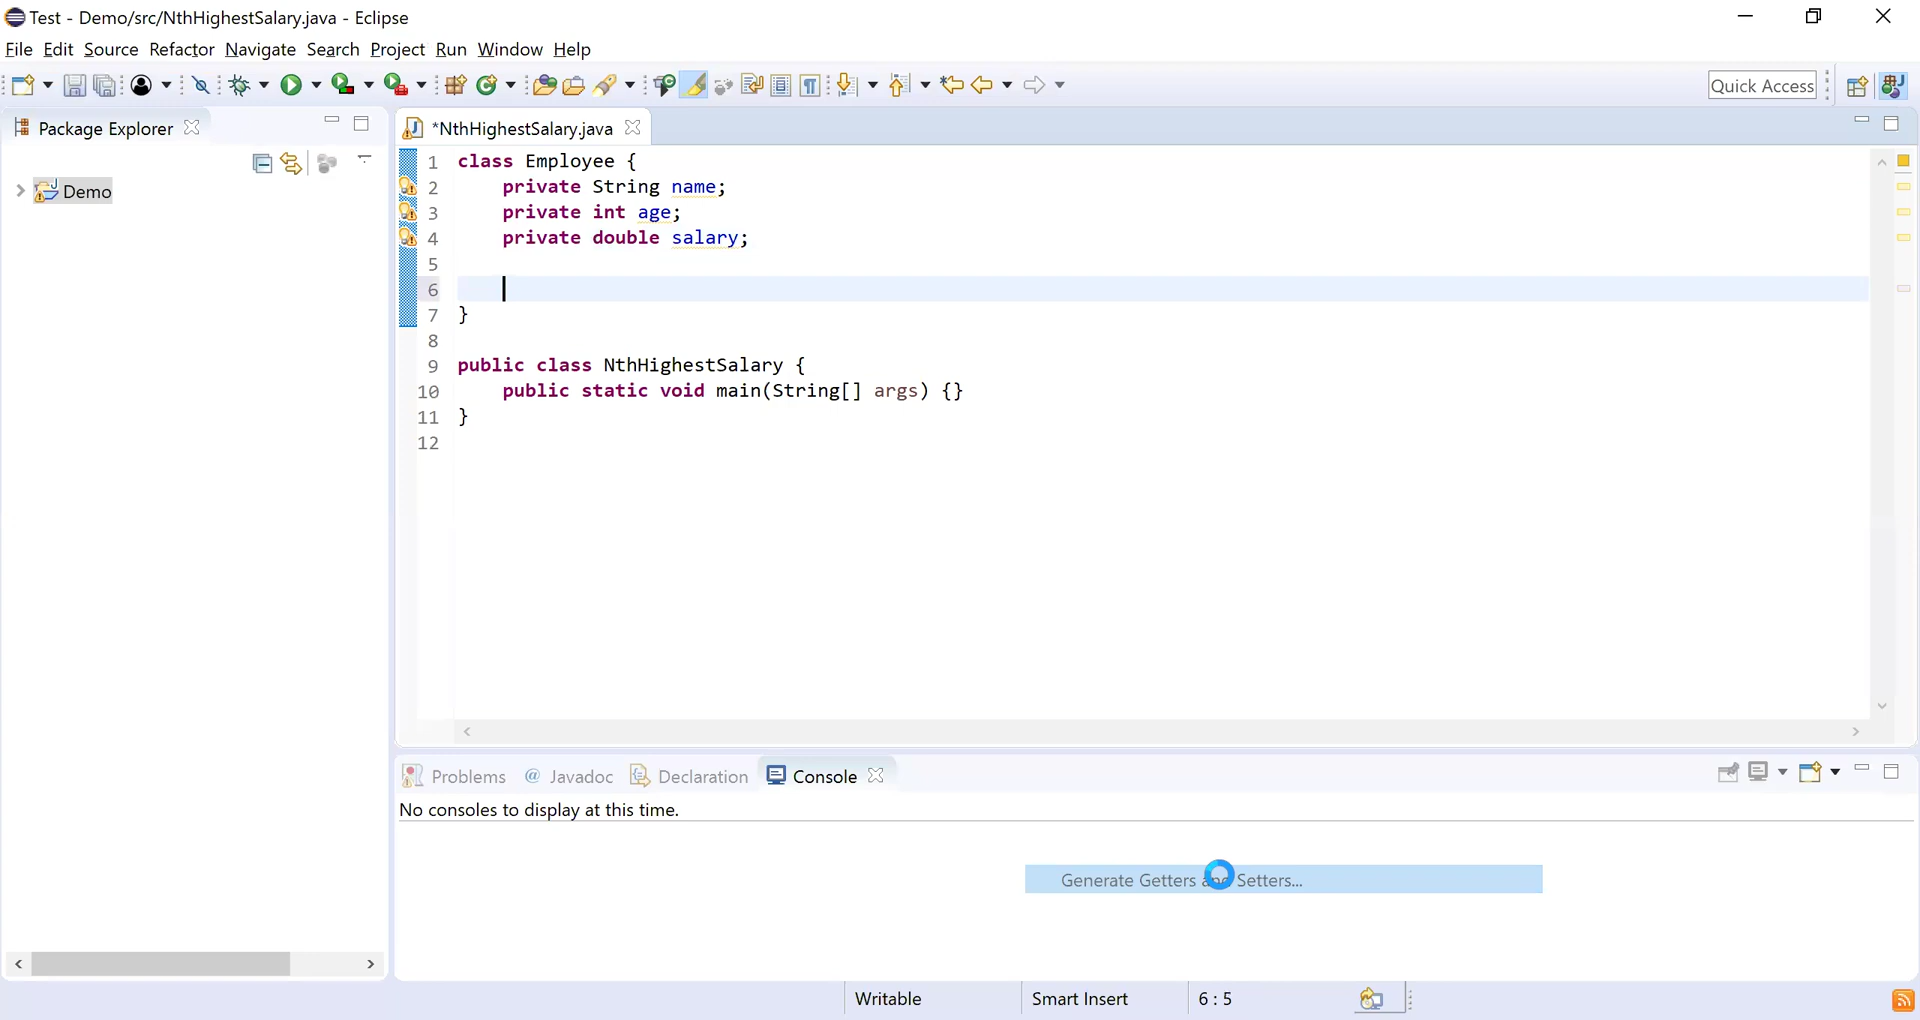 Test - Demo/src/NthHighestSalary.java - Eclipse
File Edit Source Refactor Navigate Search Project Run Window Help
Quick Access
Package Explorer
*NthHighestSalary.java
Demo
1 class Employee {
2 private String name;
3 private int age;
4 private double salary;
5
6
7 }
8
9 public class NthHighestSalary {
10 public static void main(String[] args) {}
11 }
12
Problems @ Javadoc Declaration Console
No consoles to display at this time.
Generate Getters and Setters...
Writable Smart Insert 6 : 5